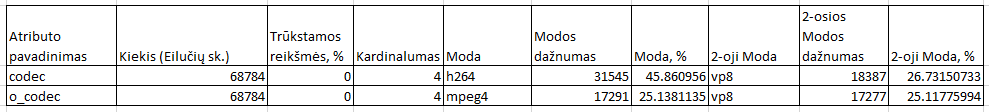 Atributo pavadinimas Kiekis (Eilučių sk.) Trūkstamos reikšmės, % Kardinalumas Moda Modos dažnumas Moda, % 2-oji Moda 2-osios Modos dažnumas 2-oji Moda, %
codec 68784 0 4 h264 31545 45.860956 vp8 18387 26.73150733
o_codec 68784 0 4 mpeg4 17291 25.1381135 vp8 17277 25.11775994